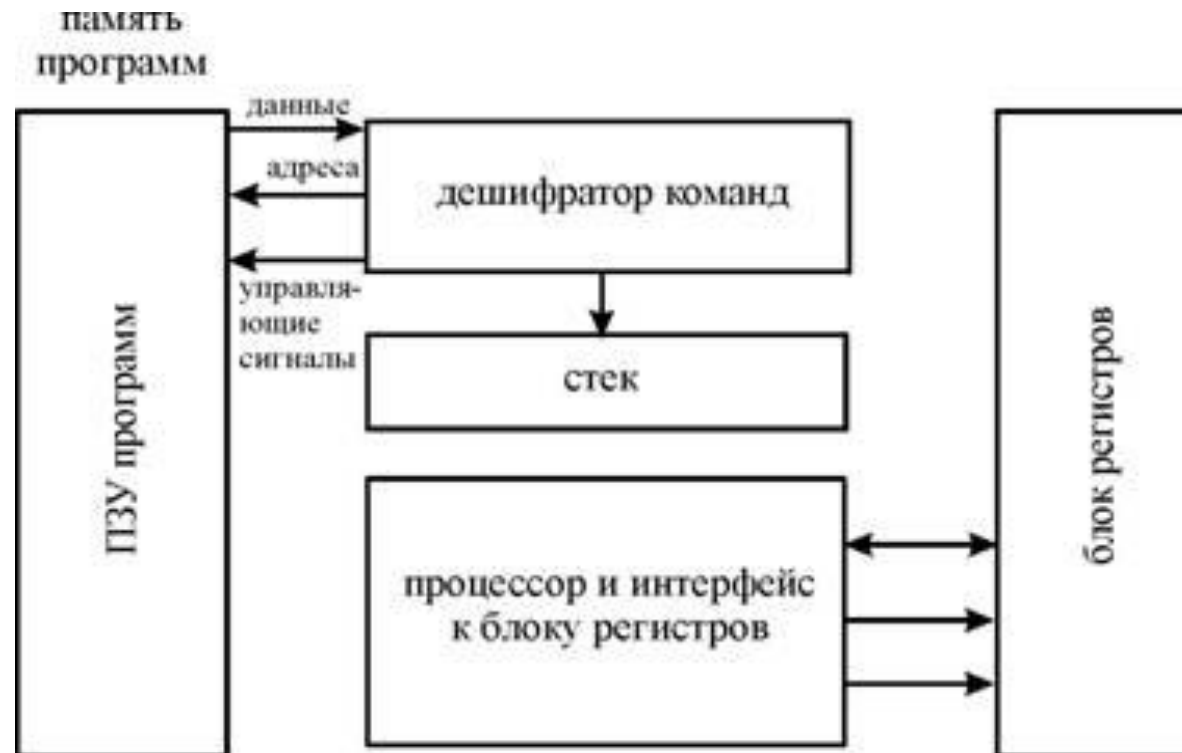 память
программ
данные
адреса
управля-
ющие
сигналы
ПЗУ программ
дешифратор команд
стек
процессор и интерфейс
к блоку регистров
блок регистров